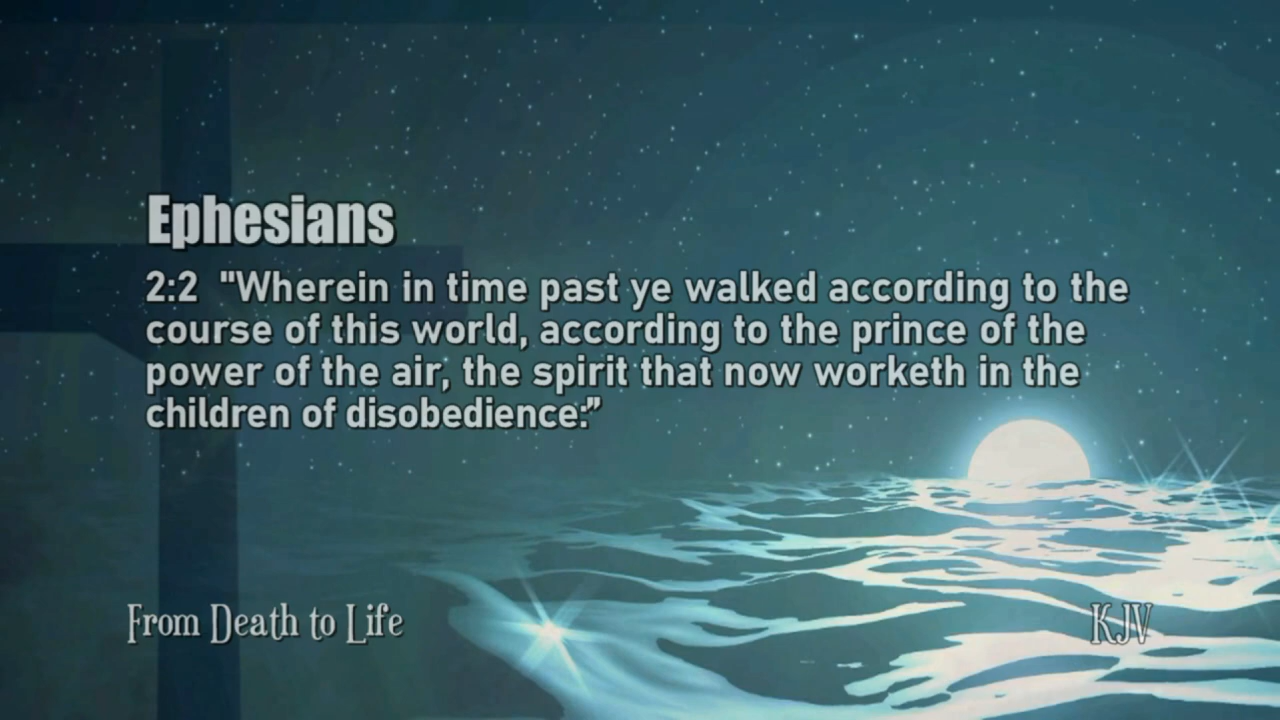 Ephesians
2:2 "Wherein in time past ye walked according to the
course of this world, according to the prince of the
power of the air, the spirit that now worketh in the
children of disobedience:”
From Death to Life
KJV